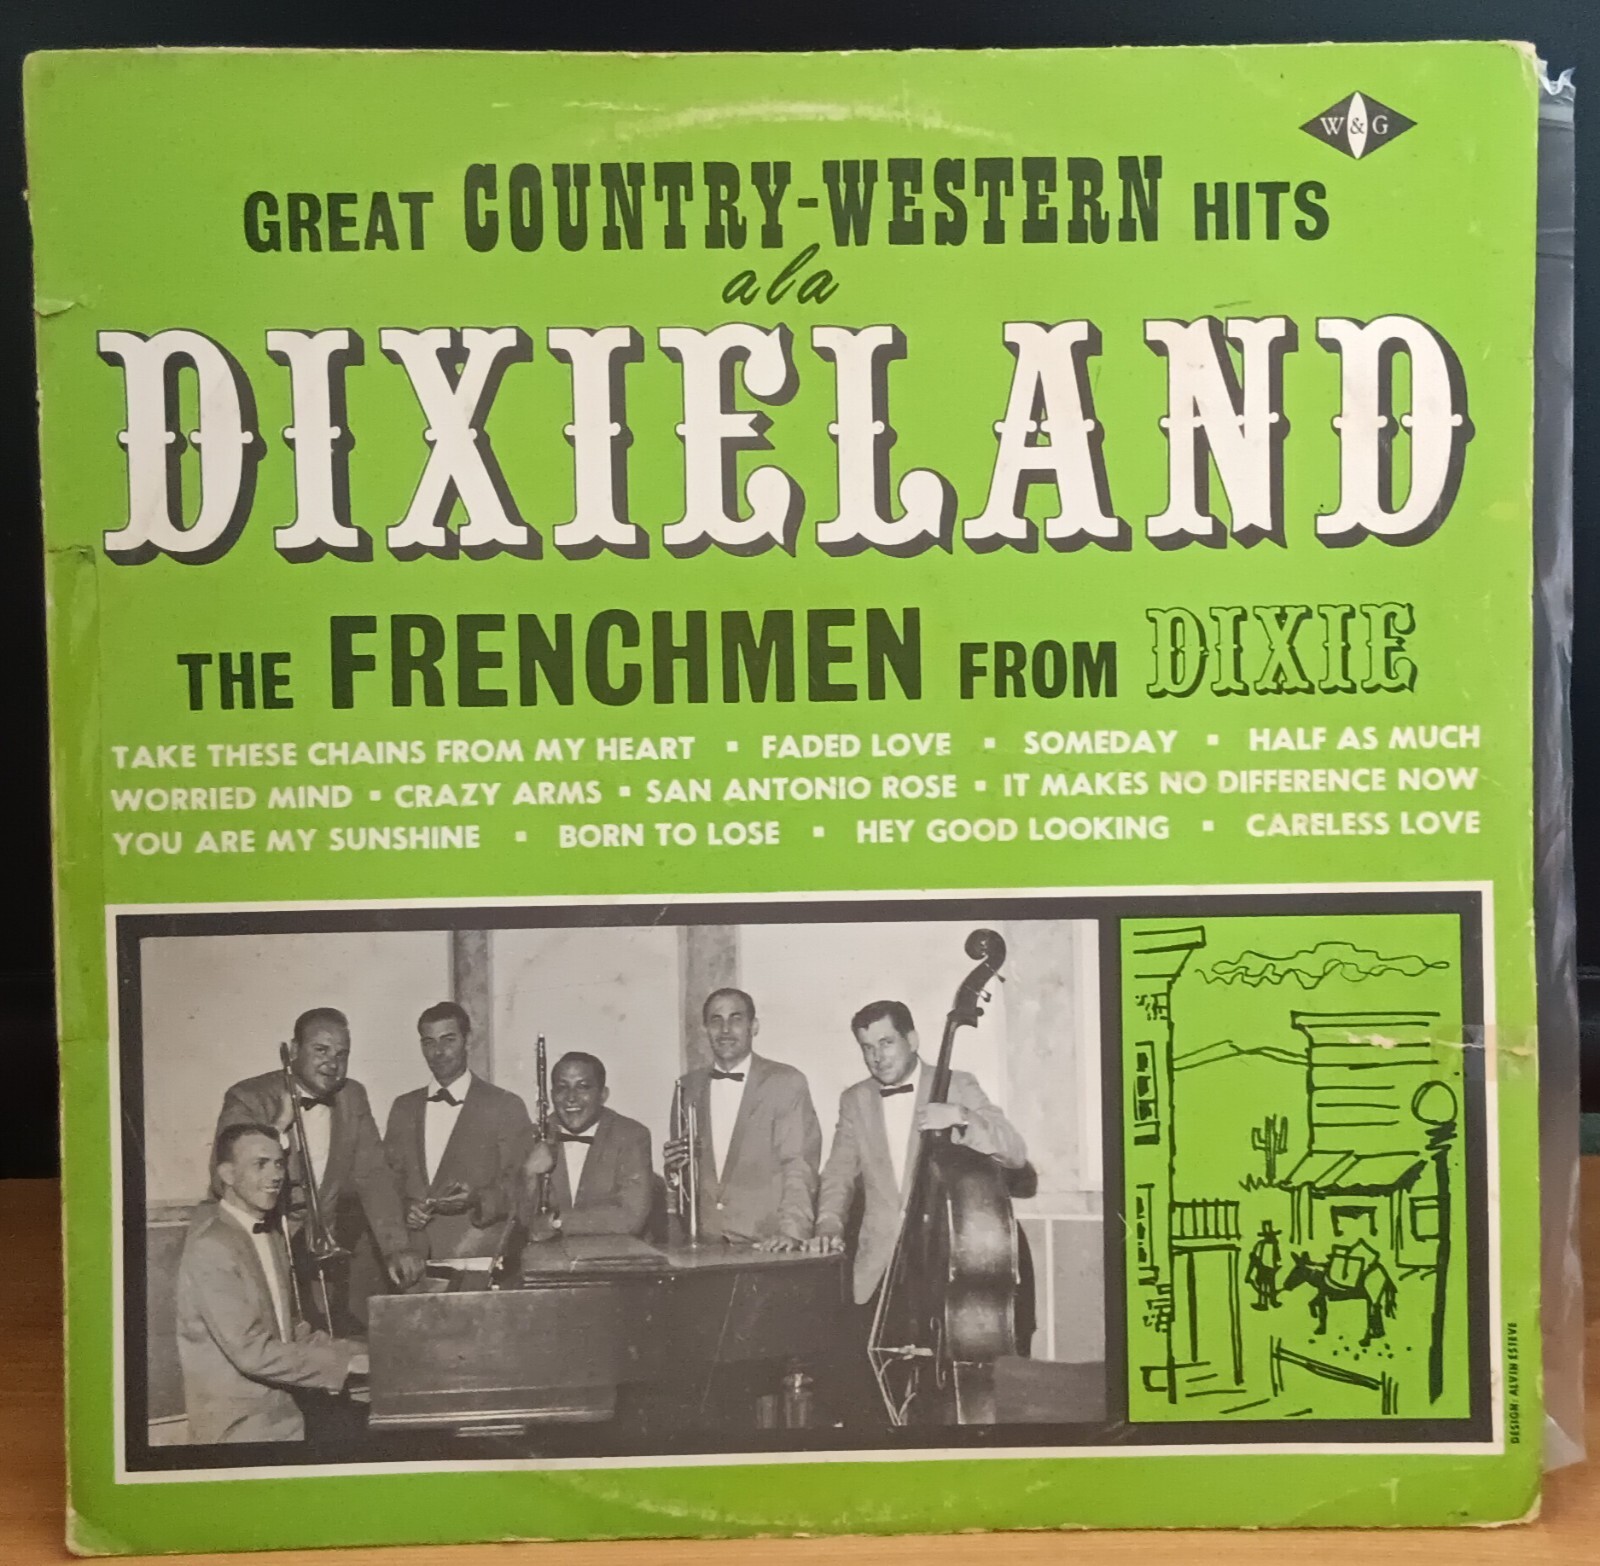 W&G
GREAT COUNTRY-WESTERN HITS
a la
DIXIELAND
THE FRENCHMEN FROM DIXIE
TAKE THESE CHAINS FROM MY HEART ▪ FADED LOVE ▪ SOMEDAY ▪ HALF AS MUCH
WORRIED MIND ▪ CRAZY ARMS ▪ SAN ANTONIO ROSE ▪ IT MAKES NO DIFFERENCE NOW
YOU ARE MY SUNSHINE ▪ BORN TO LOSE ▪ HEY GOOD LOOKING ▪ CARELESS LOVE
DESIGN: ALVIN ESTEVE